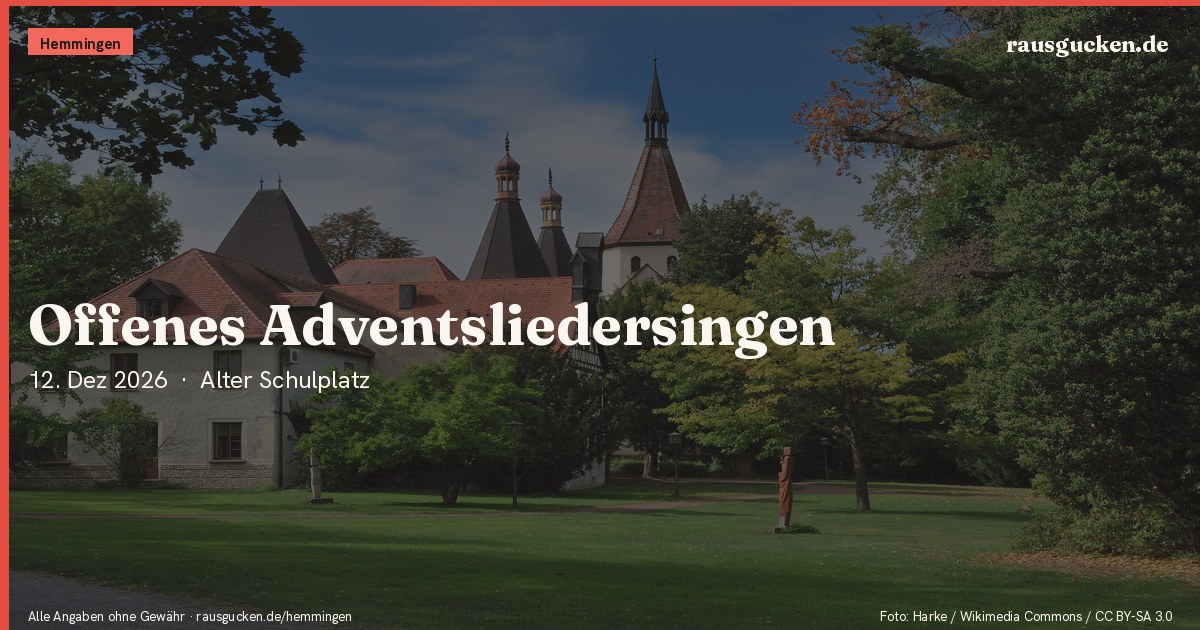 Hemmingen
rausgucken.de
Offenes Adventsliedersingen
12. Dez 2026 · Alter Schulplatz
Alle Angaben ohne Gewähr · rausgucken.de/hemmingen
Foto: Harke / Wikimedia Commons / CC BY-SA 3.0